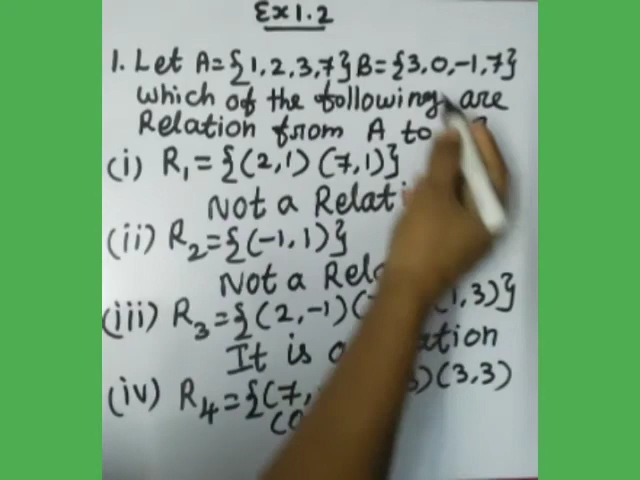 Ex 1.2
1. Let A={1,2,3,7} B={3,0,-1,7}
which of the following are
Relation from A to
(i) R₁ = {(2,1) (7,1)}
Not a
(ii) R₂={(-1,1)}
Not a
(iii) R₃={(2,-1) 1,3)}
It is
(iv) R₄={(7, )(3,3)